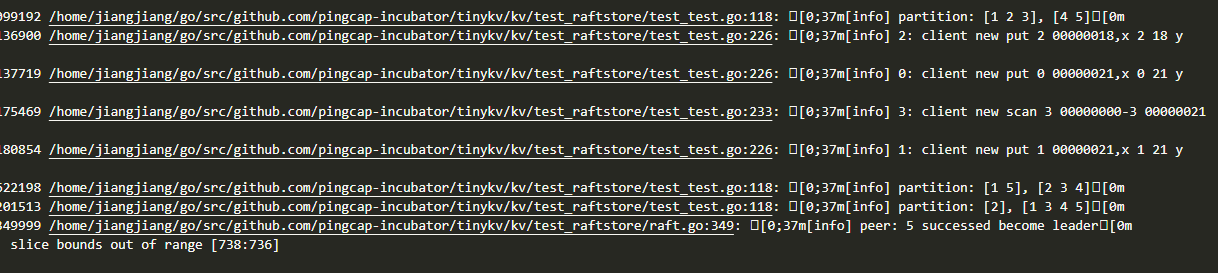 099192 /home/jiangjiang/go/src/github.com/pingcap-incubator/tinykv/kv/test_raftstore/test_test.go:118: [0;37m[info] partition: [1 2 3], [4 5][0m
136900 /home/jiangjiang/go/src/github.com/pingcap-incubator/tinykv/kv/test_raftstore/test_test.go:226: [0;37m[info] 2: client new put 2 00000018,x 2 18 y
137719 /home/jiangjiang/go/src/github.com/pingcap-incubator/tinykv/kv/test_raftstore/test_test.go:226: [0;37m[info] 0: client new put 0 00000021,x 0 21 y
175469 /home/jiangjiang/go/src/github.com/pingcap-incubator/tinykv/kv/test_raftstore/test_test.go:233: [0;37m[info] 3: client new scan 3 00000000-3 00000021
180854 /home/jiangjiang/go/src/github.com/pingcap-incubator/tinykv/kv/test_raftstore/test_test.go:226: [0;37m[info] 1: client new put 1 00000021,x 1 21 y
522198 /home/jiangjiang/go/src/github.com/pingcap-incubator/tinykv/kv/test_raftstore/test_test.go:118: [0;37m[info] partition: [1 5], [2 3 4][0m
201513 /home/jiangjiang/go/src/github.com/pingcap-incubator/tinykv/kv/test_raftstore/test_test.go:118: [0;37m[info] partition: [2], [1 3 4 5][0m
349999 /home/jiangjiang/go/src/github.com/pingcap-incubator/tinykv/kv/test_raftstore/raft.go:349: [0;37m[info] peer: 5 successed become leader[0m
slice bounds out of range [738:736]